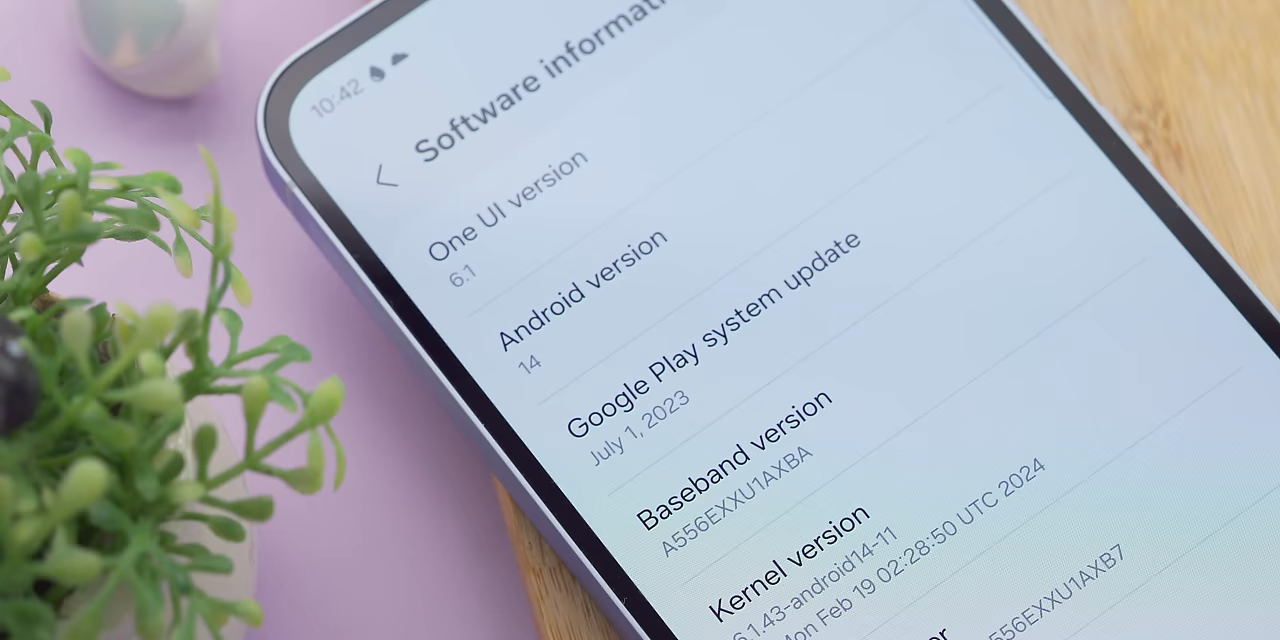 10:42
Software informati
One UI version
6.1
Android version
14
Google Play system update
July 1, 2023
Baseband version
A556EXXU1AXBA
Kernel version
6.1.43-android14-11
Mon Feb 19 02:28:50 UTC 2024
er
556EXXU1AXB7